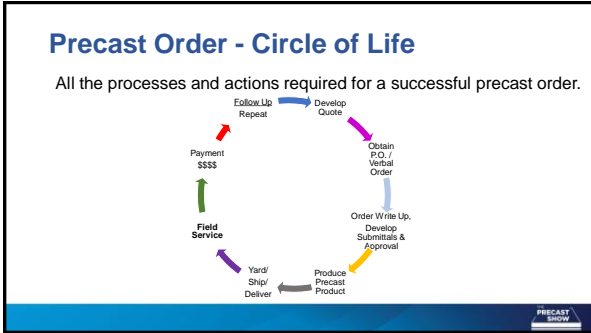 Precast Order - Circle of Life
All the processes and actions required for a successful precast order.
Follow Up
Repeat
Develop
Quote
Obtain
P.O. /
Verbal
Order
Order Write Up,
Develop
Submittals &
Approval
Produce
Precast
Product
Yard/
Ship/
Deliver
Field
Service
Payment
$$$$
THE
PRECAST
SHOW